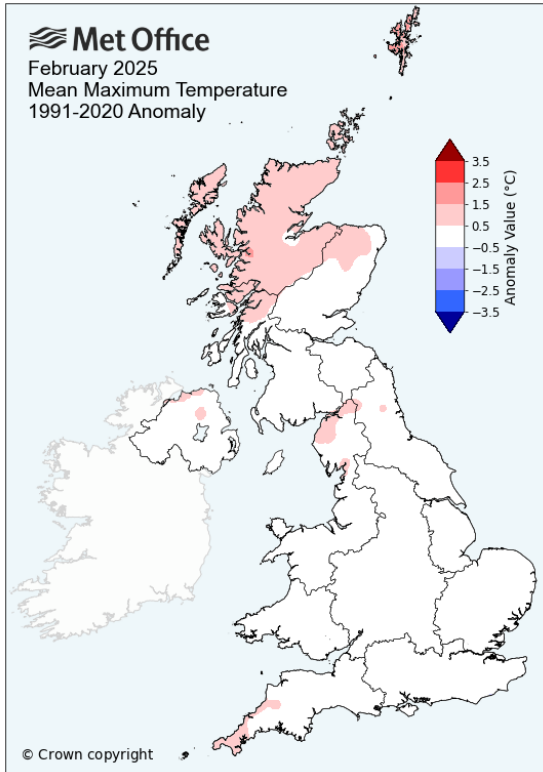 Met Office
February 2025
Mean Maximum Temperature
1991-2020 Anomaly
3.5
2.5
1.5
0.5
−0.5
−1.5
−2.5
−3.5
Anomaly Value (°C)
© Crown copyright